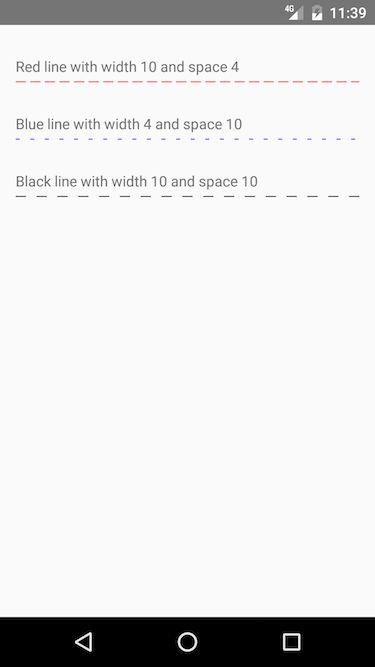 4G 11:39
Red line with width 10 and space 4
Blue line with width 4 and space 10
Black line with width 10 and space 10